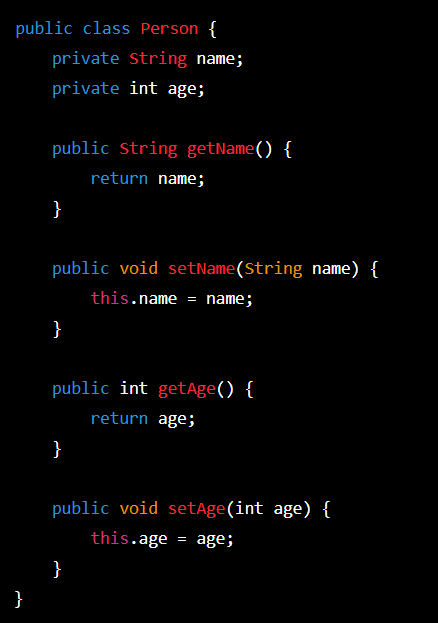 public class Person {
    private String name;
    private int age;

    public String getName() {
        return name;
    }

    public void setName(String name) {
        this.name = name;
    }

    public int getAge() {
        return age;
    }

    public void setAge(int age) {
        this.age = age;
    }
}